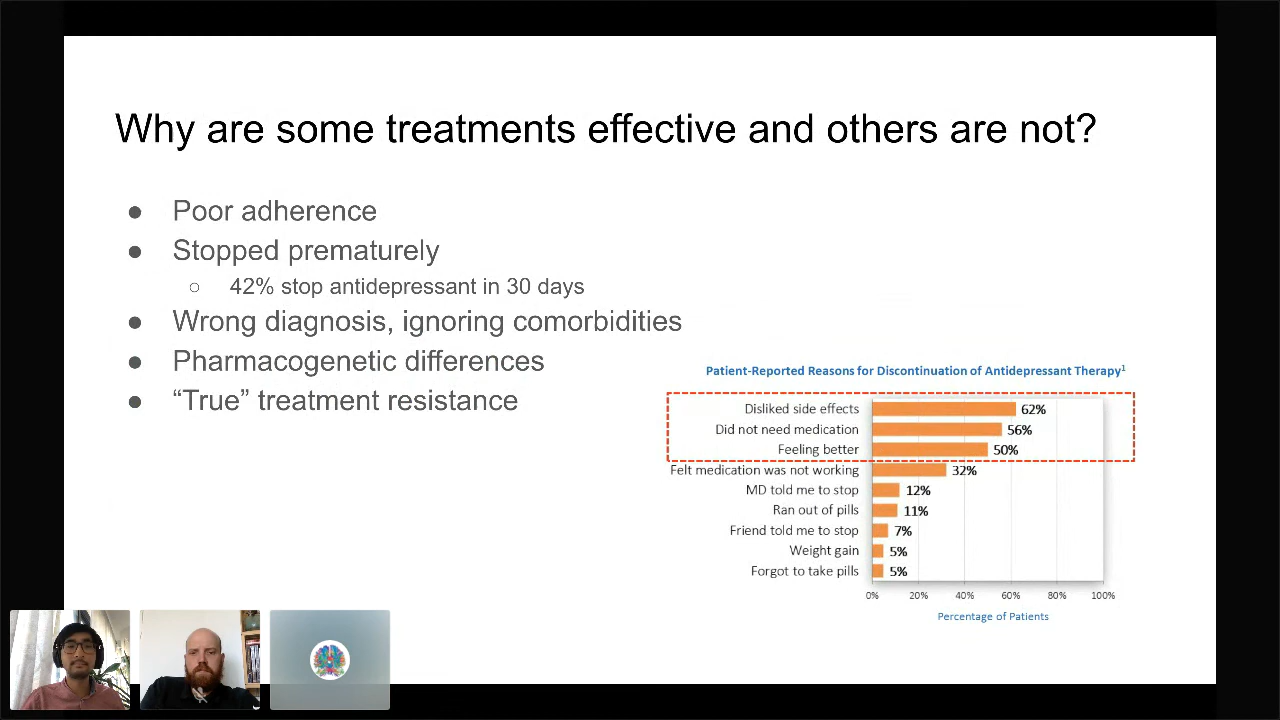 Why are some treatments effective and others are not?
● Poor adherence
● Stopped prematurely
○ 42% stop antidepressant in 30 days
● Wrong diagnosis, ignoring comorbidities
● Pharmacogenetic differences
● “True” treatment resistance
Patient-Reported Reasons for Discontinuation of Antidepressant Therapy¹
Disliked side effects 62%
Did not need medication 56%
Feeling better 50%
Felt medication was not working 32%
MD told me to stop 12%
Ran out of pills 11%
Friend told me to stop 7%
Weight gain 5%
Forgot to take pills 5%
0% 20% 40% 60% 80% 100%
Percentage of Patients